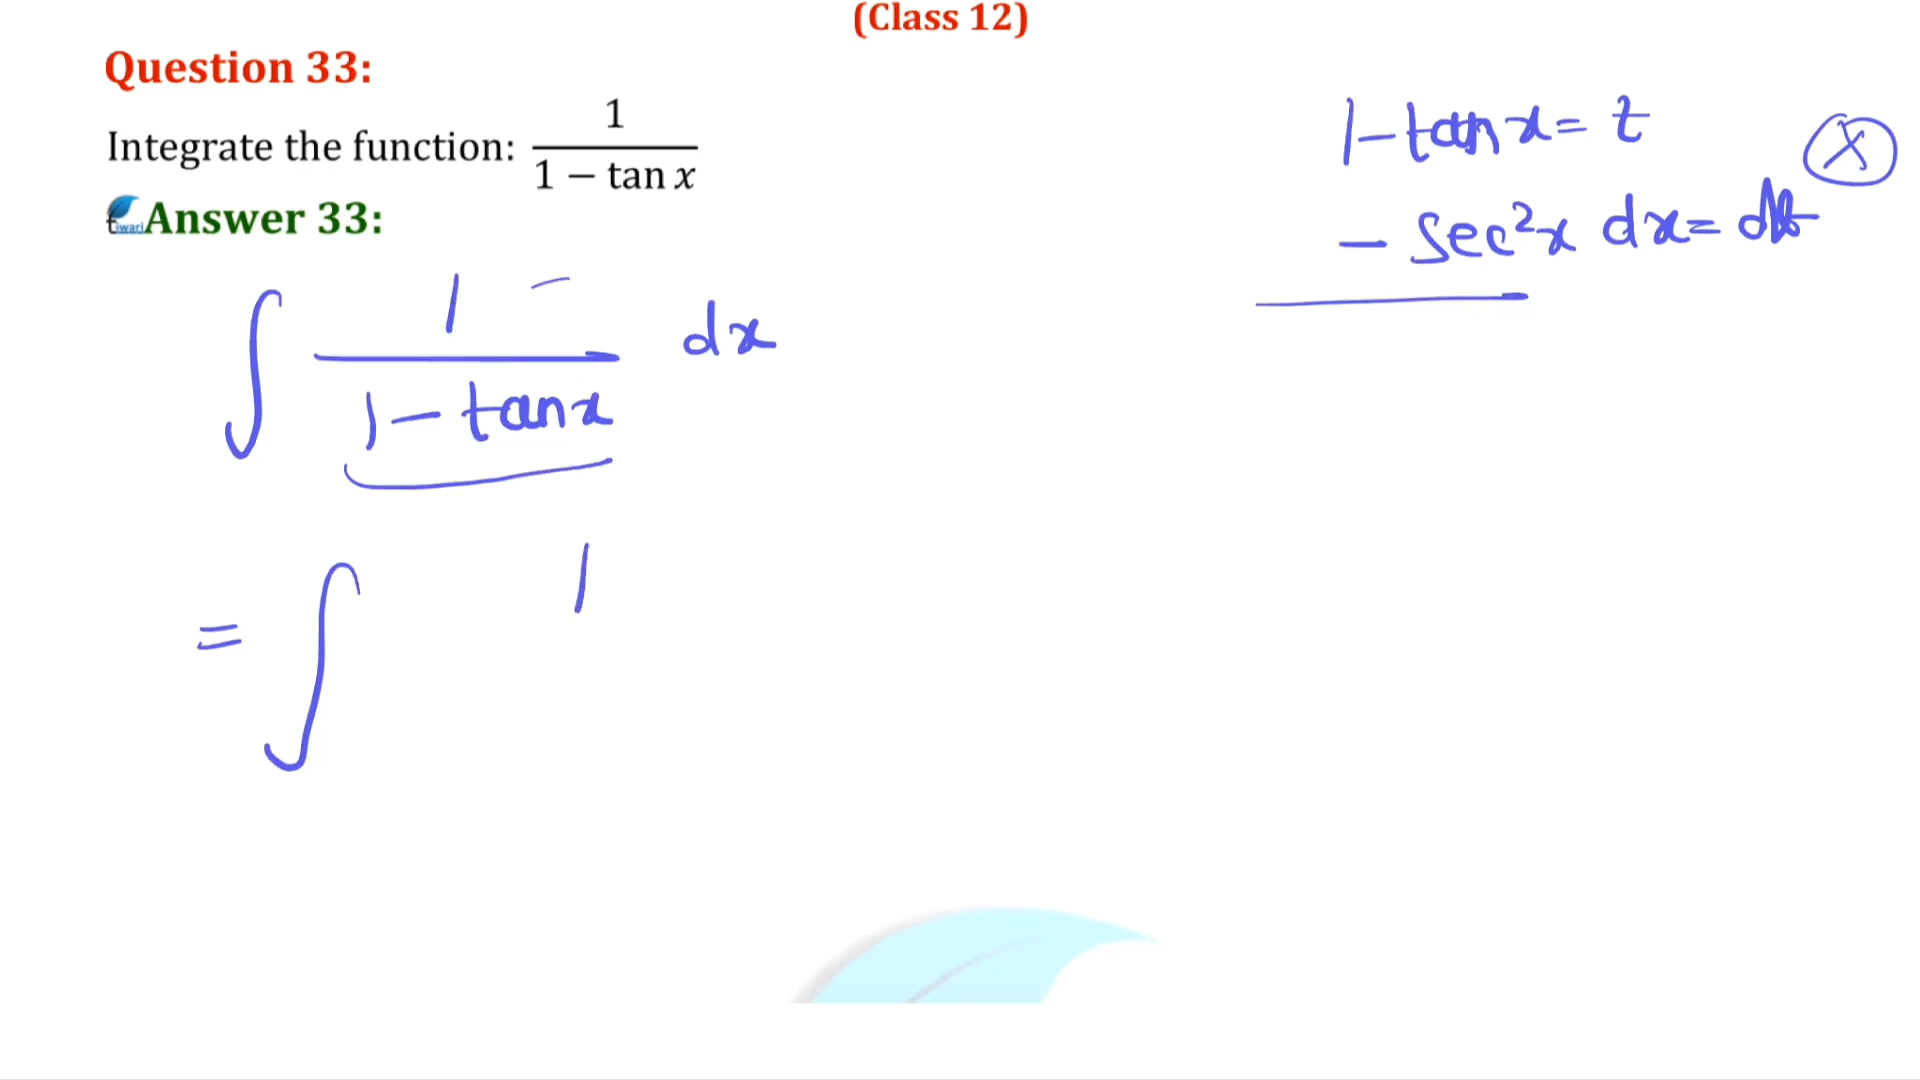 (Class 12)
Question 33:
Integrate the function: 1/(1 − tan x)
tiwari Answer 33:
∫ 1/(1 − tan x) dx
= ∫ 1
1 − tan x = t
− sec²x dx = dt